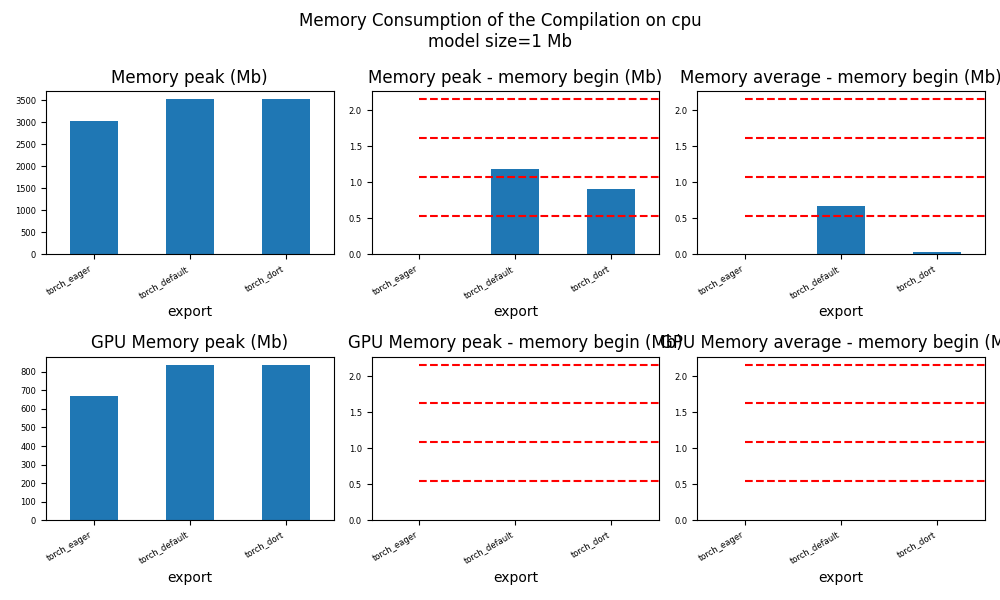 Memory Consumption of the Compilation on cpu
model size=1 Mb
Memory peak (Mb)
3500
3000
2500
2000
1500
1000
500
0
torch_eager
torch_default
torch_dort
export
Memory peak - memory begin (Mb)
2.0
1.5
1.0
0.5
0.0
torch_eager
torch_default
torch_dort
export
Memory average - memory begin (Mb)
2.0
1.5
1.0
0.5
0.0
torch_eager
torch_default
torch_dort
export
GPU Memory peak (Mb)
800
700
600
500
400
300
200
100
0
torch_eager
torch_default
torch_dort
export
GPU Memory peak - memory begin (Mb)
2.0
1.5
1.0
0.5
0.0
torch_eager
torch_default
torch_dort
export
GPU Memory average - memory begin (M
2.0
1.5
1.0
0.5
0.0
torch_eager
torch_default
torch_dort
export